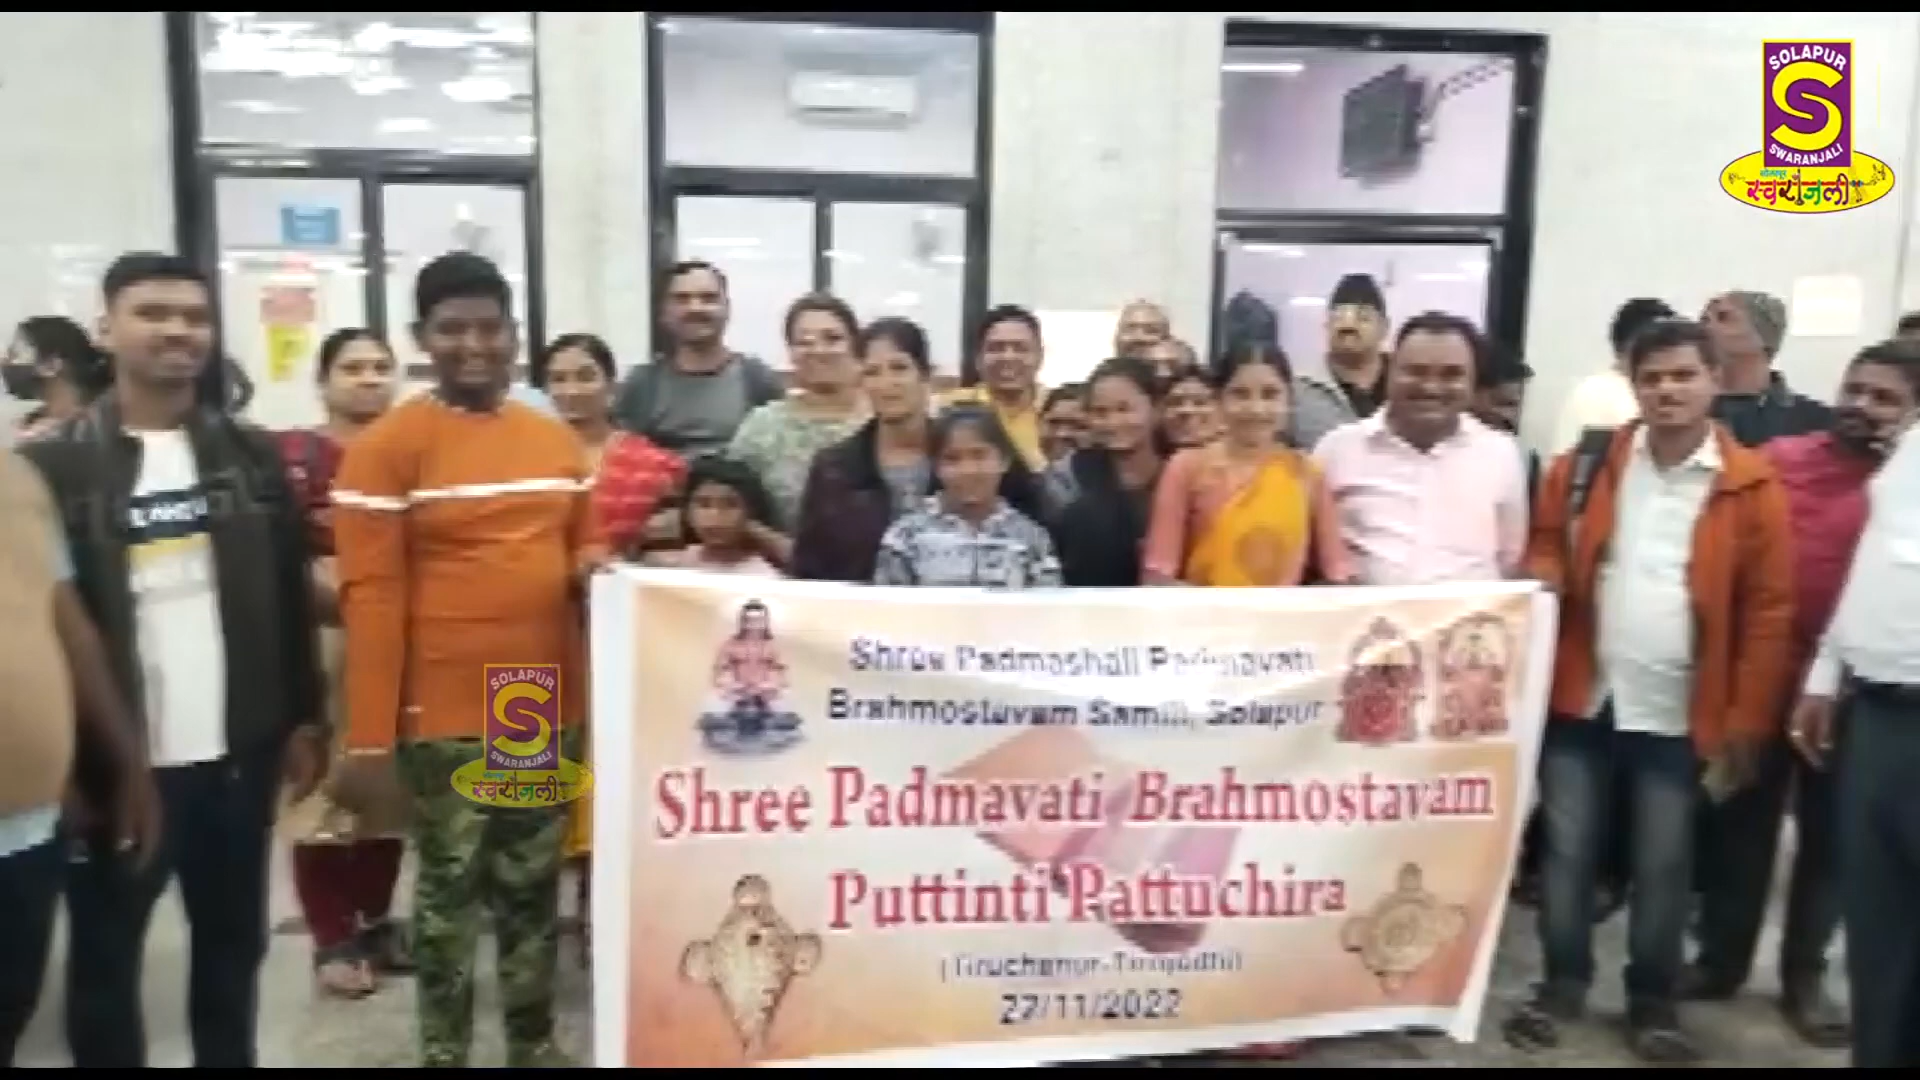 SOLAPUR
S
SWARANJALI
सोलापूर
स्वरांजली
Shree Padmashali Padmavati
Brahmostavam Samiti, Solapur
Shree Padmavati Brahmostavam
Puttinti Pattuchira
(Tiruchanur-Tirupathi)
22/11/2022
SOLAPUR
S
SWARANJALI
सोलापूर
स्वरांजली